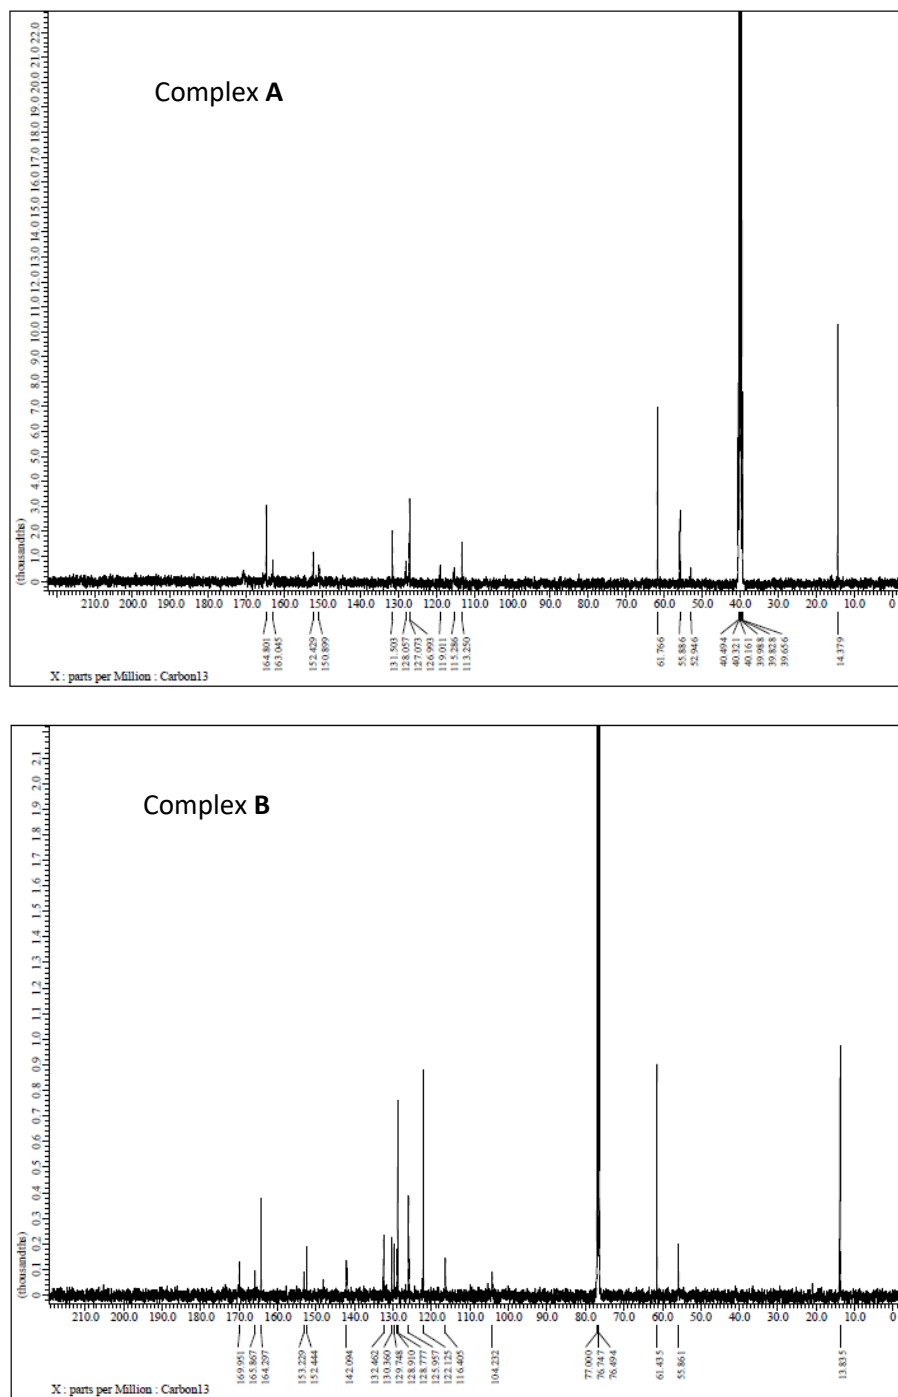 Complex A
(thousandths)
0 1.0 2.0 3.0 4.0 5.0 6.0 7.0 8.0 9.0 10.0 11.0 12.0 13.0 14.0 15.0 16.0 17.0 18.0 19.0 20.0 21.0 22.0
210.0 200.0 190.0 180.0 170.0 160.0 150.0 140.0 130.0 120.0 110.0 100.0 90.0 80.0 70.0 60.0 50.0 40.0 30.0 20.0 10.0 0
164.801 163.045 152.429 150.899 131.503 128.057 127.073 126.993 119.011 115.286 113.250 61.766 55.886 52.946 40.494 40.321 40.161 39.988 39.828 39.656 14.379
X : parts per Million : Carbon13
Complex B
(thousandths)
0 0.1 0.2 0.3 0.4 0.5 0.6 0.7 0.8 0.9 1.0 1.1 1.2 1.3 1.4 1.5 1.6 1.7 1.8 1.9 2.0 2.1
210.0 200.0 190.0 180.0 170.0 160.0 150.0 140.0 130.0 120.0 110.0 100.0 90.0 80.0 70.0 60.0 50.0 40.0 30.0 20.0 10.0 0
169.951 165.867 164.297 153.229 152.444 142.094 132.462 130.360 129.748 128.910 128.777 125.957 122.125 116.405 104.232 77.000 76.747 76.494 61.435 55.861 13.835
X : parts per Million : Carbon13